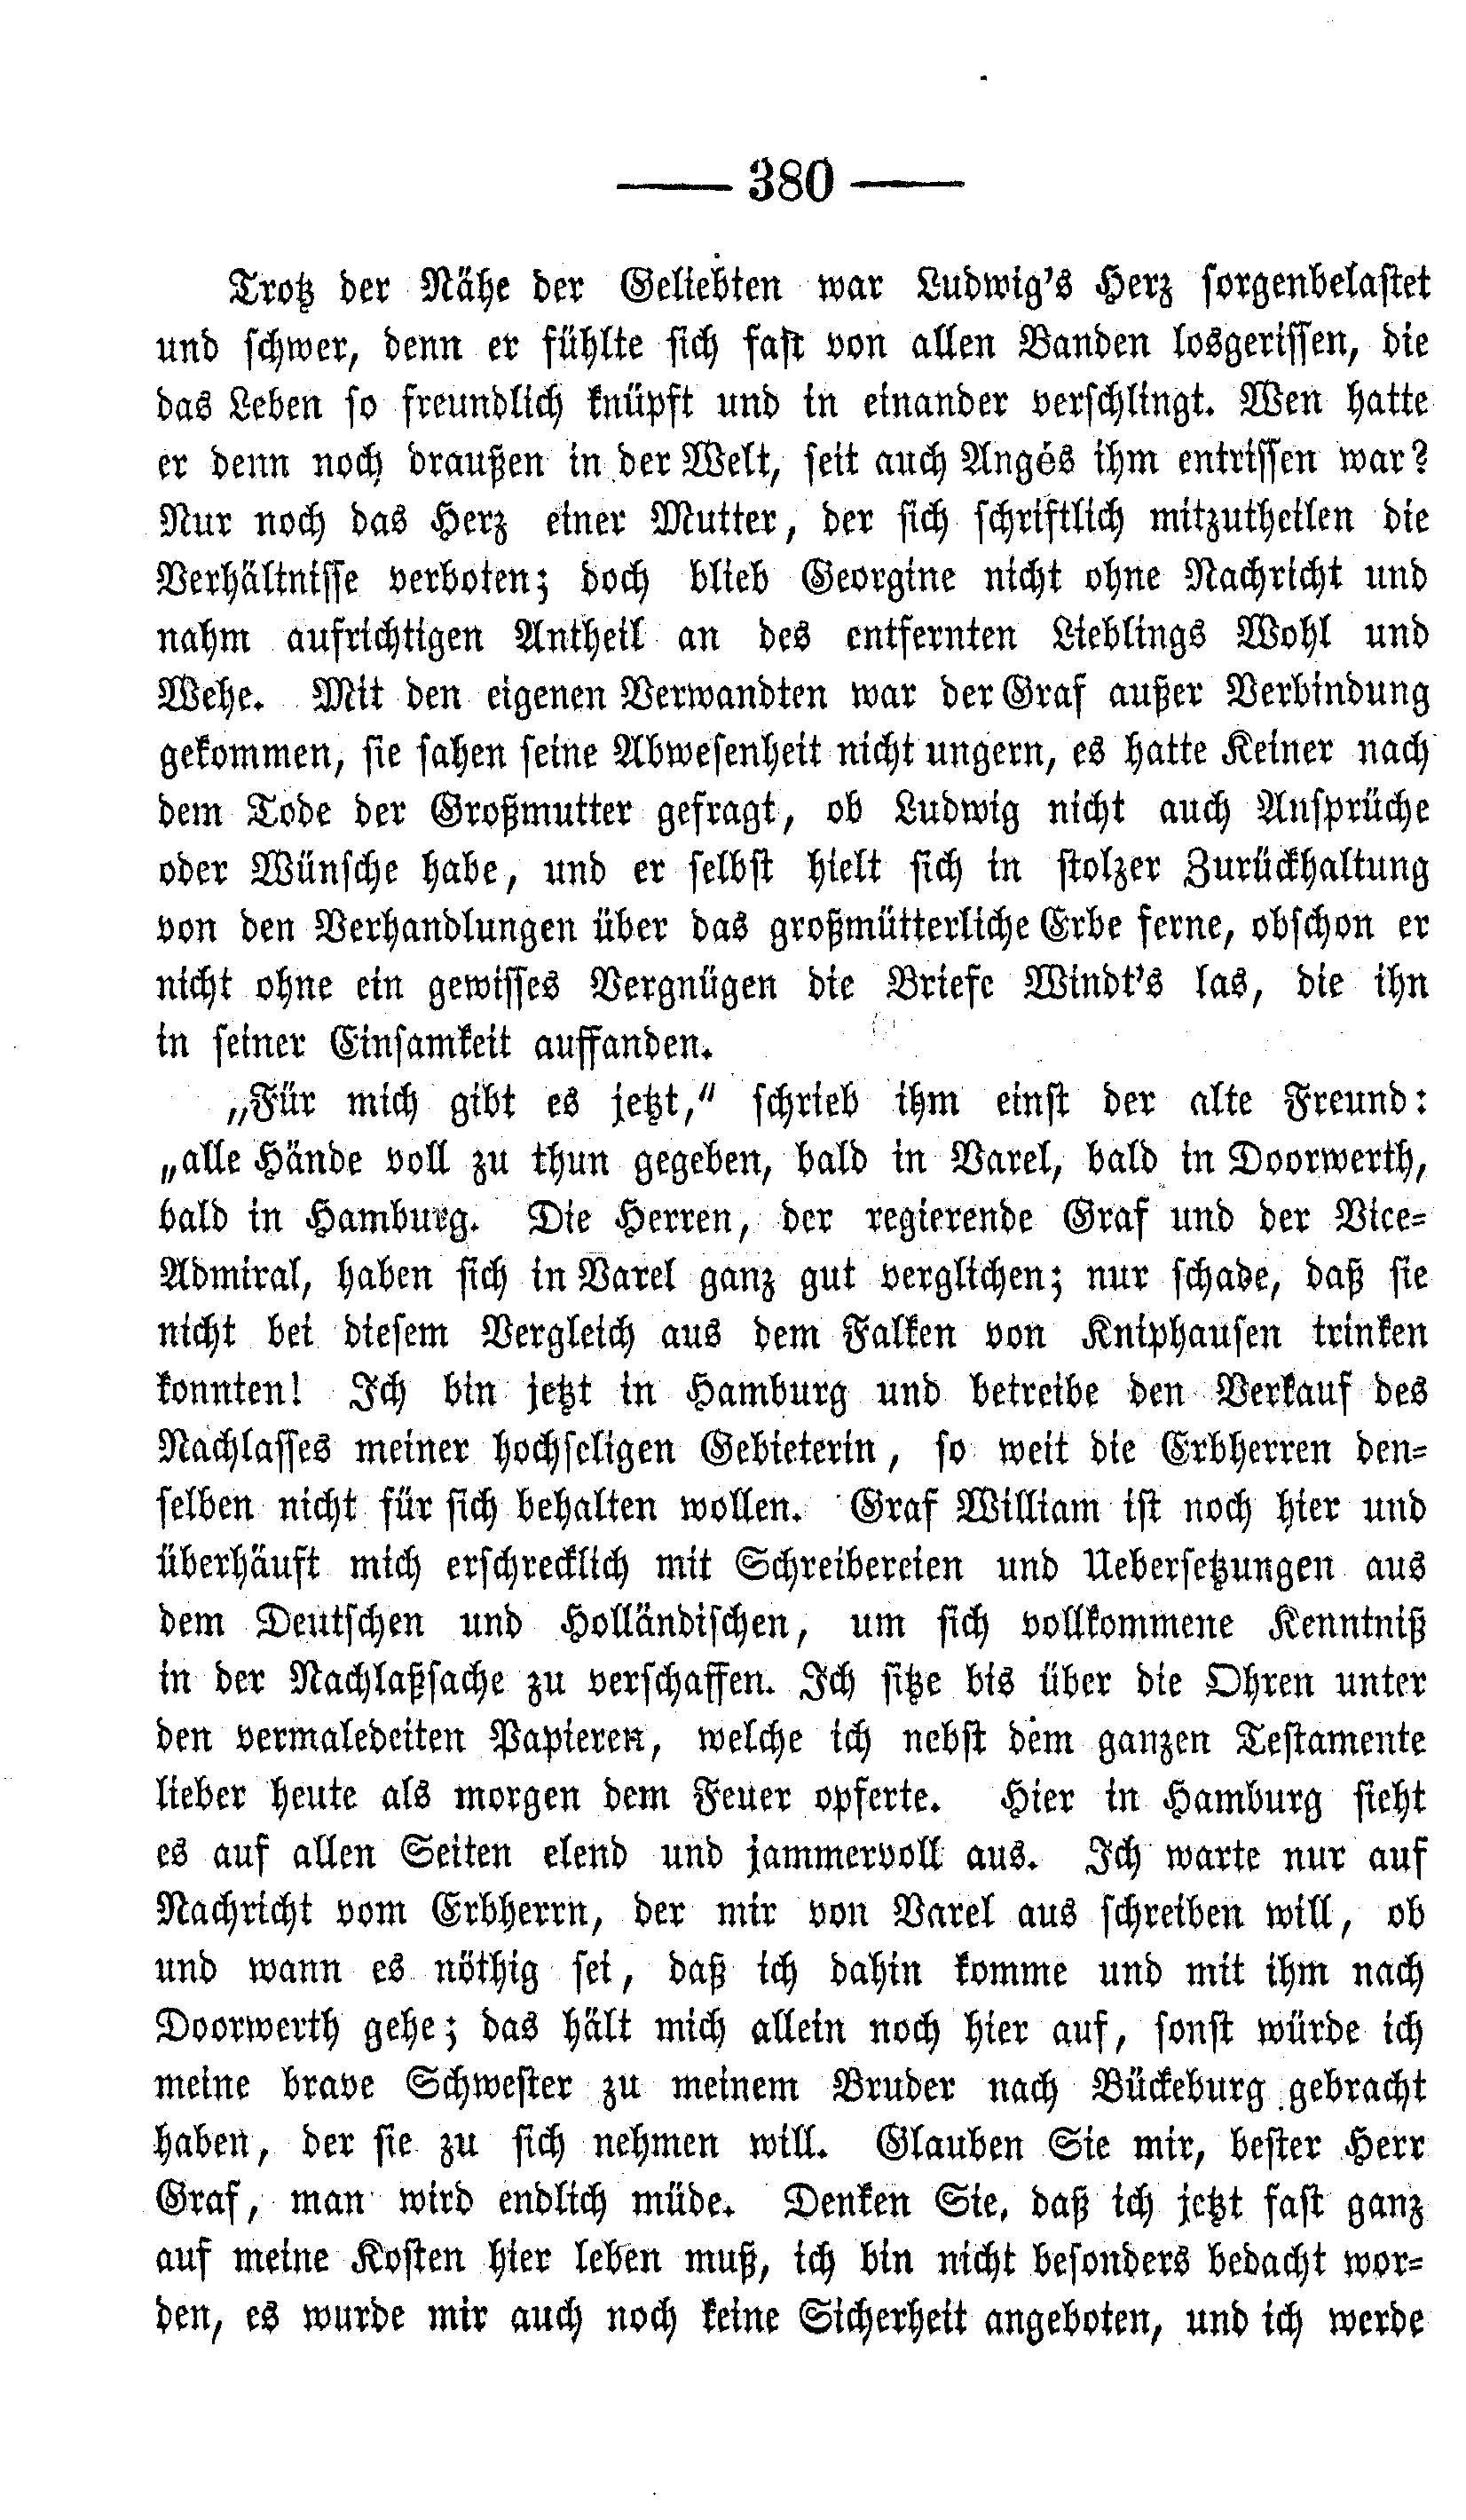 — 380 —
Trotz der Nähe der Geliebten war Ludwig's Herz sorgenbelastet
und schwer, denn er fühlte sich fast von allen Banden losgerissen, die
das Leben so freundlich knüpft und in einander verschlingt. Wen hatte
er denn noch draußen in der Welt, seit auch Angés ihm entrissen war?
Nur noch das Herz einer Mutter, der sich schriftlich mitzutheilen die
Verhältnisse verboten; doch blieb Georgine nicht ohne Nachricht und
nahm aufrichtigen Antheil an des entfernten Lieblings Wohl und
Wehe. Mit den eigenen Verwandten war der Graf außer Verbindung
gekommen, sie sahen seine Abwesenheit nicht ungern, es hatte Keiner nach
dem Tode der Großmutter gefragt, ob Ludwig nicht auch Ansprüche
oder Wünsche habe, und er selbst hielt sich in stolzer Zurückhaltung
von den Verhandlungen über das großmütterliche Erbe ferne, obschon er
nicht ohne ein gewisses Vergnügen die Briefe Windt's las, die ihn
in seiner Einsamkeit auffanden.
„Für mich gibt es jetzt,“ schrieb ihm einst der alte Freund:
„alle Hände voll zu thun gegeben, bald in Varel, bald in Doorwerth,
bald in Hamburg. Die Herren, der regierende Graf und der Vice-
Admiral, haben sich in Varel ganz gut verglichen; nur schade, daß sie
nicht bei diesem Vergleich aus dem Falken von Kniphausen trinken
konnten! Ich bin jetzt in Hamburg und betreibe den Verkauf des
Nachlasses meiner hochseligen Gebieterin, so weit die Erbherren den-
selben nicht für sich behalten wollen. Graf William ist noch hier und
überhäuft mich erschrecklich mit Schreibereien und Uebersetzungen aus
dem Deutschen und Holländischen, um sich vollkommene Kenntniß
in der Nachlaßsache zu verschaffen. Ich sitze bis über die Ohren unter
den vermaledeiten Papieren, welche ich nebst dem ganzen Testamente
lieber heute als morgen dem Feuer opferte. Hier in Hamburg sieht
es auf allen Seiten elend und jammervoll aus. Ich warte nur auf
Nachricht vom Erbherrn, der mir von Varel aus schreiben will, ob
und wann es nöthig sei, daß ich dahin komme und mit ihm nach
Doorwerth gehe; das hält mich allein noch hier auf, sonst würde ich
meine brave Schwester zu meinem Bruder nach Bückeburg gebracht
haben, der sie zu sich nehmen will. Glauben Sie mir, bester Herr
Graf, man wird endlich müde. Denken Sie, daß ich jetzt fast ganz
auf meine Kosten hier leben muß, ich bin nicht besonders bedacht wor-
den, es wurde mir auch noch keine Sicherheit angeboten, und ich werde